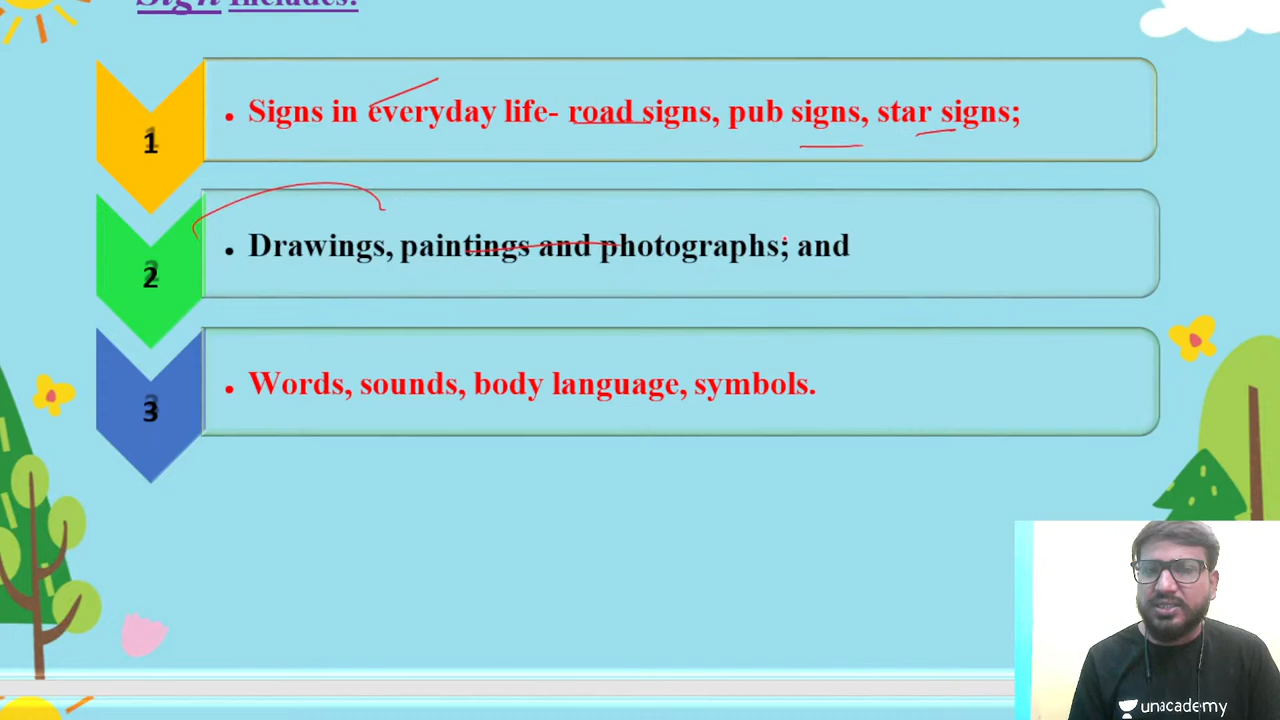 Sign Includes:
1
• Signs in everyday life- road signs, pub signs, star signs;
2
• Drawings, paintings and photographs; and
3
• Words, sounds, body language, symbols.
unacademy